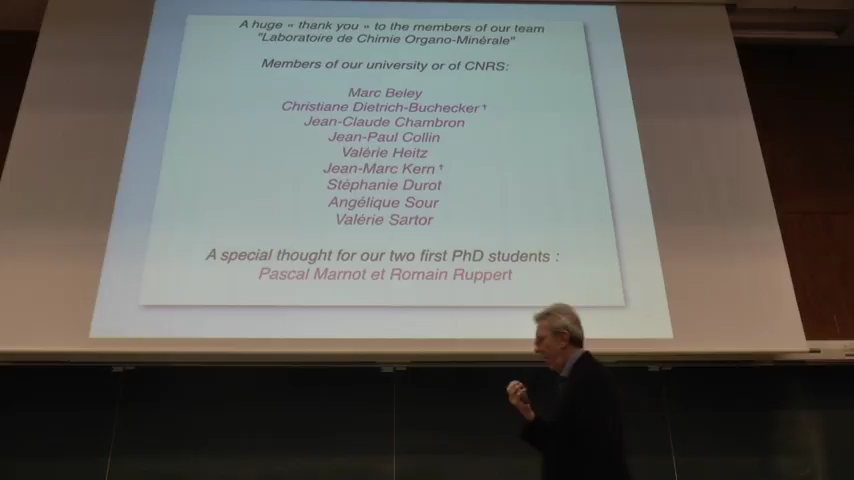 A huge « thank you » to the members of our team
"Laboratoire de Chimie Organo-Minérale"
Members of our university or of CNRS:
Marc Beley
Christiane Dietrich-Buchecker †
Jean-Claude Chambron
Jean-Paul Collin
Valérie Heitz
Jean-Marc Kern †
Stéphanie Durot
Angélique Sour
Valérie Sartor
A special thought for our two first PhD students :
Pascal Marnot et Romain Ruppert